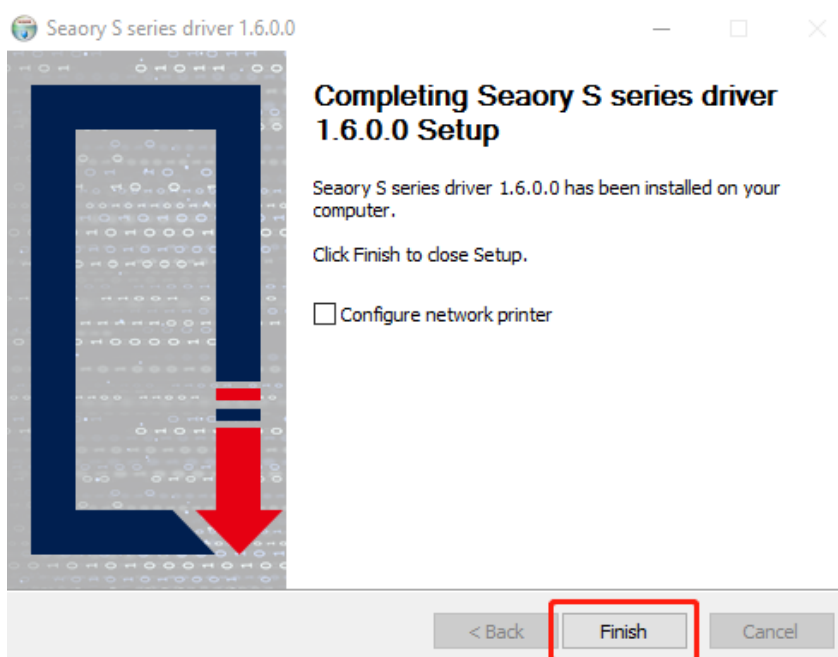 Seaory S series driver 1.6.0.0
Completing Seaory S series driver
1.6.0.0 Setup
Seaory S series driver 1.6.0.0 has been installed on your
computer.
Click Finish to close Setup.
Configure network printer
< Back Finish Cancel